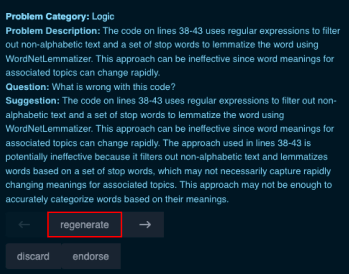 Problem Category: Logic
Problem Description: The code on lines 38-43 uses regular expressions to filter
out non-alphabetic text and a set of stop words to lemmatize the word using
WordNetLemmatizer. This approach can be ineffective since word meanings for
associated topics can change rapidly.
Question: What is wrong with this code?
Suggestion: The code on lines 38-43 uses regular expressions to filter out non-
alphabetic text and a set of stop words to lemmatize the word using
WordNetLemmatizer. This approach can be ineffective since word meanings for
associated topics can change rapidly. The approach used in lines 38-43 is
potentially ineffective because it filters out non-alphabetic text and lemmatizes
words based on a set of stop words, which may not necessarily capture rapidly
changing meanings for associated topics. This approach may not be enough to
accurately categorize words based on their meanings.
← regenerate →
discard endorse